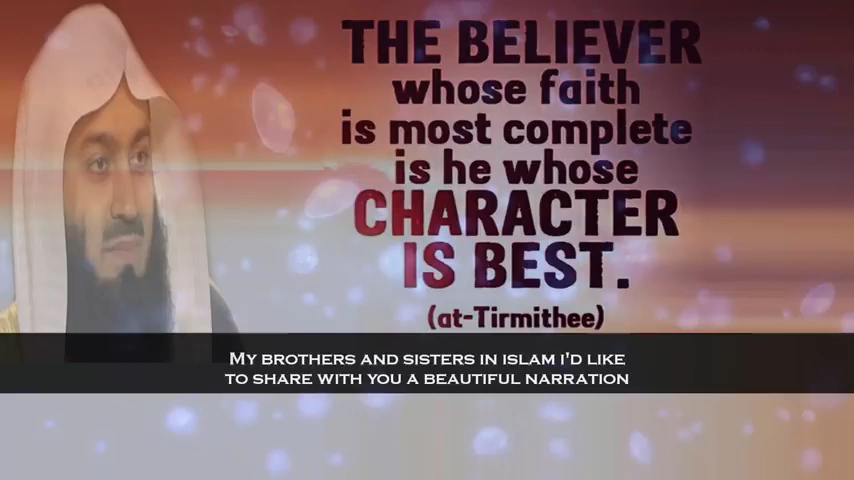 THE BELIEVER
whose faith
is most complete
is he whose
CHARACTER
IS BEST.
(at-Tirmithee)
MY BROTHERS AND SISTERS IN ISLAM I'D LIKE
TO SHARE WITH YOU A BEAUTIFUL NARRATION